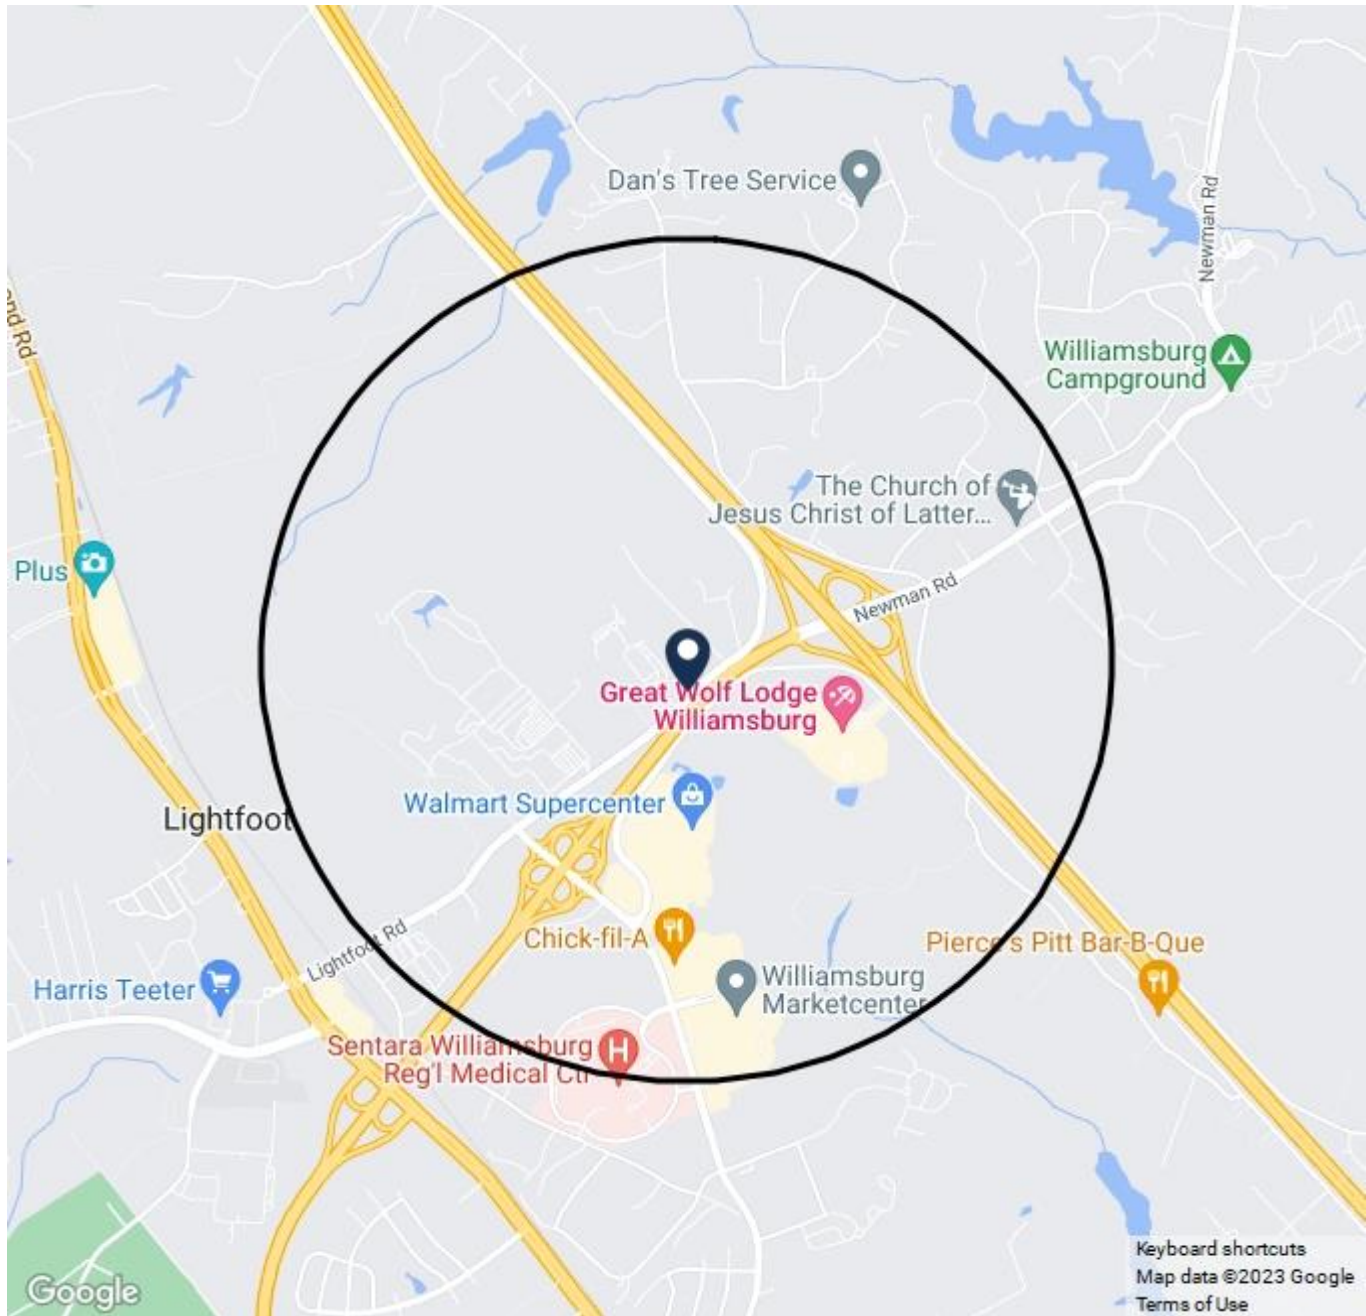 Dan's Tree Service
Newman Rd
ond Rd
Williamsburg
Campground
The Church of
Jesus Christ of Latter...
Plus
Newman Rd
Great Wolf Lodge
Williamsburg
Walmart Supercenter
Lightfoot
Chick-fil-A
Lightfoot Rd
Pierce's Pitt Bar-B-Que
Harris Teeter
Williamsburg
Marketcenter
Sentara Williamsburg
Reg'l Medical Ctr
H
Keyboard shortcuts
Map data ©2023 Google
Terms of Use
Google